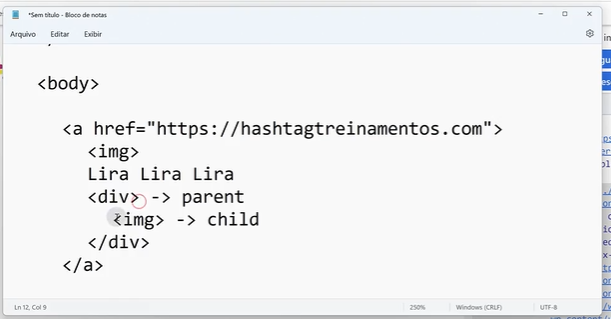 *Sem título - Bloco de notas
Arquivo Editar Exibir
<body>
<a href="https://hashtagtreinamentos.com">
<img>
Lira Lira Lira
<div> -> parent
<img> -> child
</div>
</a>
Ln 12, Col 9 250% Windows (CRLF) UTF-8